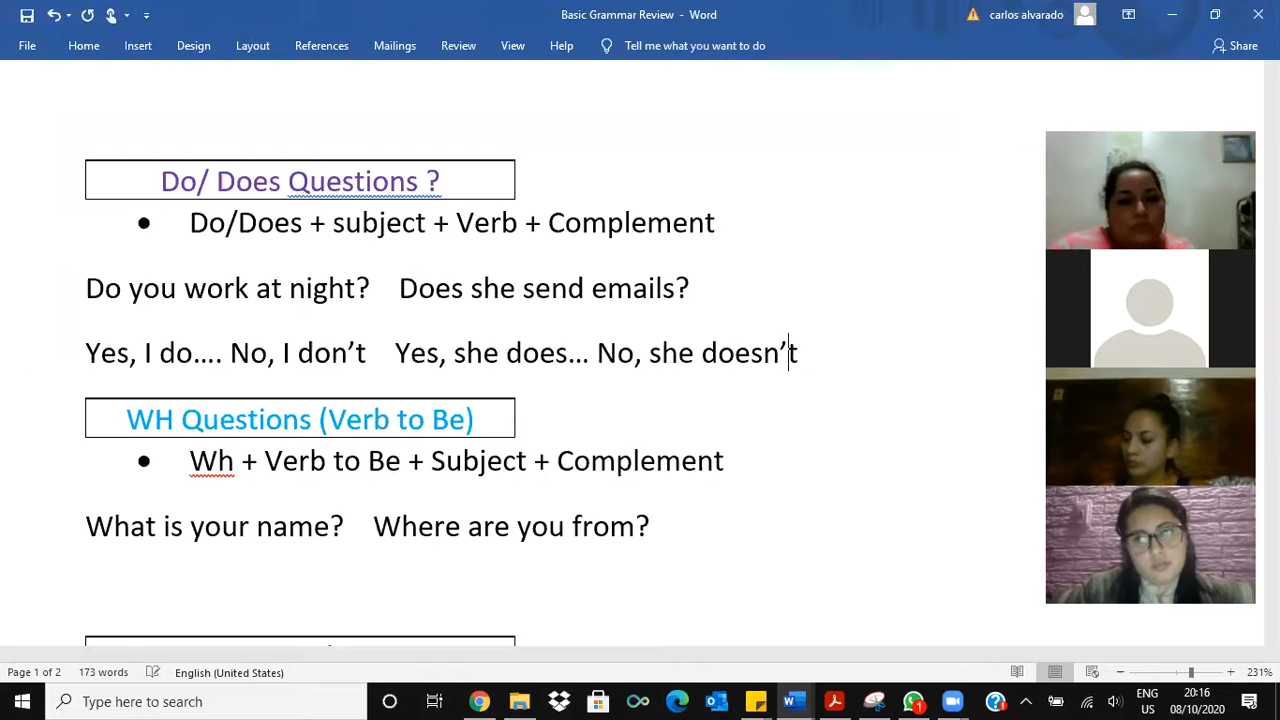 Basic Grammar Review - Word
carlos alvarado
File Home Insert Design Layout References Mailings Review View Help Tell me what you want to do Share
Do/ Does Questions ?
• Do/Does + subject + Verb + Complement
Do you work at night? Does she send emails?
Yes, I do…. No, I don’t Yes, she does… No, she doesn’t
WH Questions (Verb to Be)
• Wh + Verb to Be + Subject + Complement
What is your name? Where are you from?
Page 1 of 2 173 words English (United States) 231%
Type here to search
1
ENG
US
20:16
08/10/2020